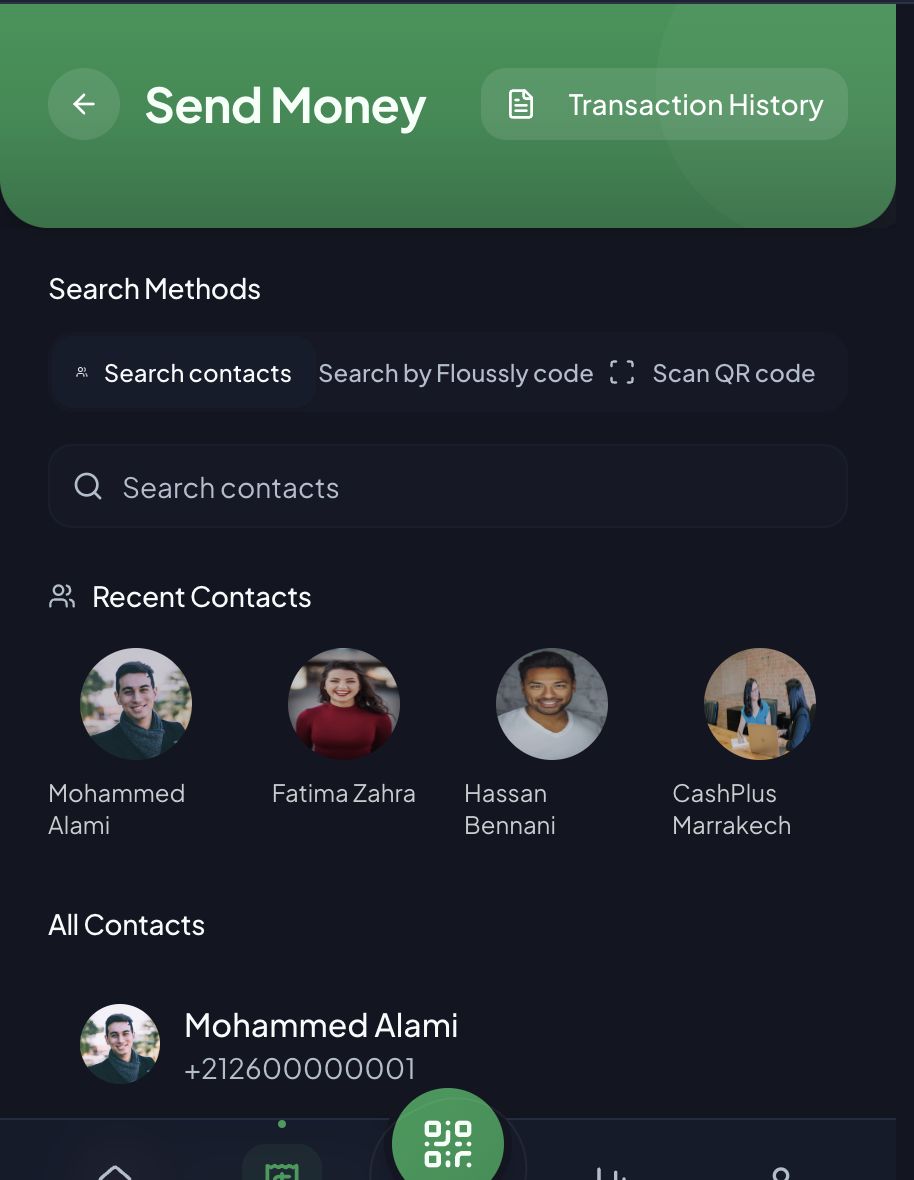 Send Money
Transaction History
Search Methods
Search contacts
Search by Floussly code
Scan QR code
Search contacts
Recent Contacts
Mohammed
Alami
Fatima Zahra
Hassan
Bennani
CashPlus
Marrakech
All Contacts
Mohammed Alami
+212600000001